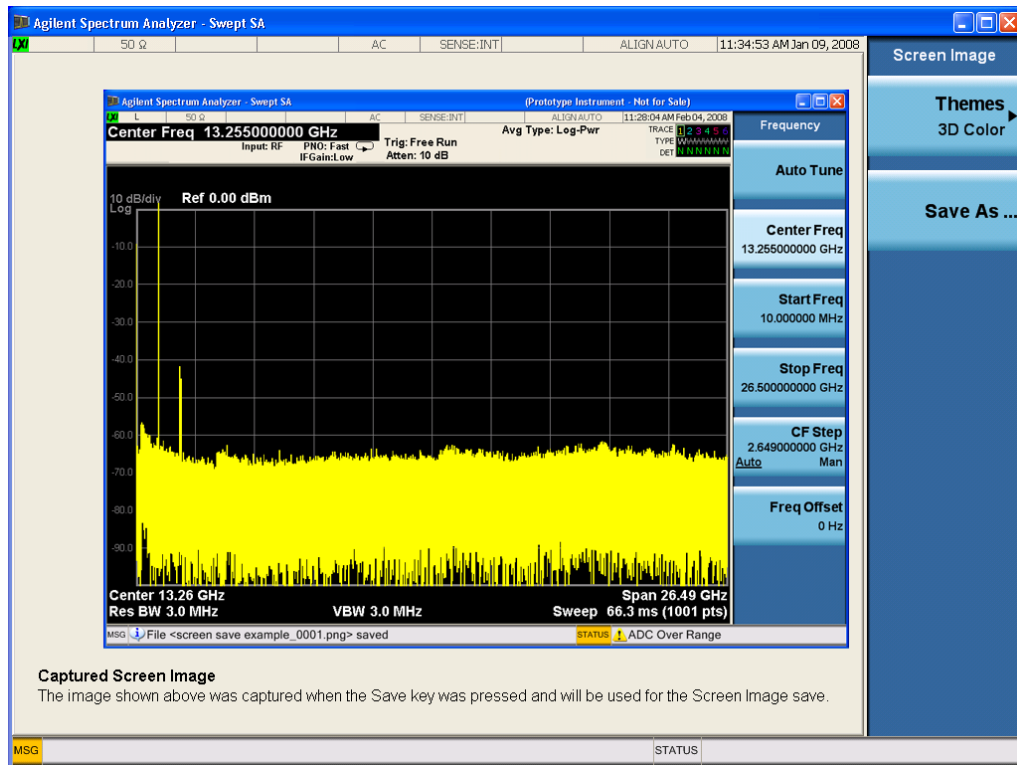 Agilent Spectrum Analyzer - Swept SA
LXI 50 Ω AC SENSE:INT ALIGN AUTO 11:34:53 AM Jan 09, 2008
Screen Image
Themes
3D Color
Save As ...
Agilent Spectrum Analyzer - Swept SA (Prototype Instrument - Not for Sale)
LXI L 50 Ω AC SENSE:INT ALIGNAUTO 11:28:04 AM Feb 04, 2008
Center Freq 13.255000000 GHz
Input: RF PNO: Fast
IFGain:Low
Trig: Free Run
Atten: 10 dB
Avg Type: Log-Pwr
TRACE 1 2 3 4 5 6
TYPE WWWWWWW
DET N N N N N N
10 dB/div Ref 0.00 dBm
Log
-10.0
-20.0
-30.0
-40.0
-50.0
-60.0
-70.0
-80.0
-90.0
Center 13.26 GHz Span 26.49 GHz
Res BW 3.0 MHz VBW 3.0 MHz Sweep 66.3 ms (1001 pts)
Frequency
Auto Tune
Center Freq
13.255000000 GHz
Start Freq
10.000000 MHz
Stop Freq
26.500000000 GHz
CF Step
2.649000000 GHz
Auto Man
Freq Offset
0 Hz
MSG File <screen save example_0001.png> saved STATUS ADC Over Range
Captured Screen Image
The image shown above was captured when the Save key was pressed and will be used for the Screen Image save.
MSG STATUS